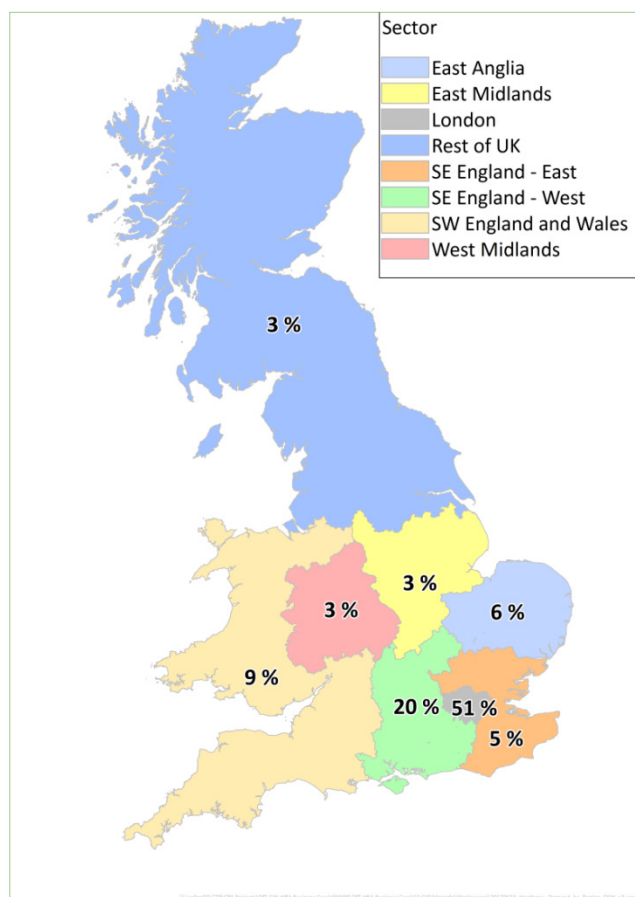 Sector
East Anglia
East Midlands
London
Rest of UK
SE England - East
SE England - West
SW England and Wales
West Midlands
3 %
3 %
3 %
6 %
9 %
20 %
51 %
5 %